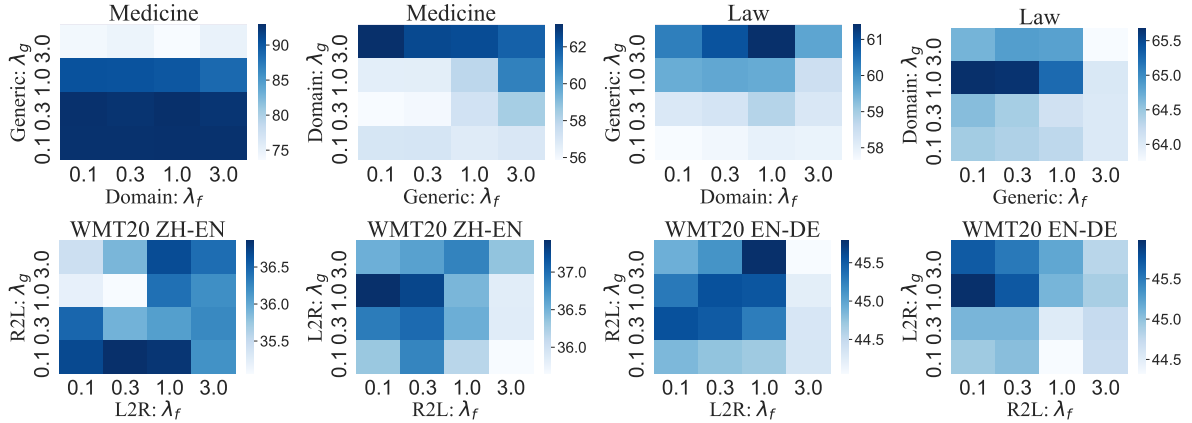 Medicine
Generic: λg
3.0
1.0
0.3
0.1
0.1 0.3 1.0 3.0
Domain: λf
90
85
80
75
Medicine
Domain: λg
3.0
1.0
0.3
0.1
0.1 0.3 1.0 3.0
Generic: λf
62
60
58
56
Law
Generic: λg
3.0
1.0
0.3
0.1
0.1 0.3 1.0 3.0
Domain: λf
61
60
59
58
Law
Domain: λg
3.0
1.0
0.3
0.1
0.1 0.3 1.0 3.0
Generic: λf
65.5
65.0
64.5
64.0
WMT20 ZH-EN
R2L: λg
3.0
1.0
0.3
0.1
0.1 0.3 1.0 3.0
L2R: λf
36.5
36.0
35.5
WMT20 ZH-EN
L2R: λg
3.0
1.0
0.3
0.1
0.1 0.3 1.0 3.0
R2L: λf
37.0
36.5
36.0
WMT20 EN-DE
R2L: λg
3.0
1.0
0.3
0.1
0.1 0.3 1.0 3.0
L2R: λf
45.5
45.0
44.5
WMT20 EN-DE
L2R: λg
3.0
1.0
0.3
0.1
0.1 0.3 1.0 3.0
R2L: λf
45.5
45.0
44.5